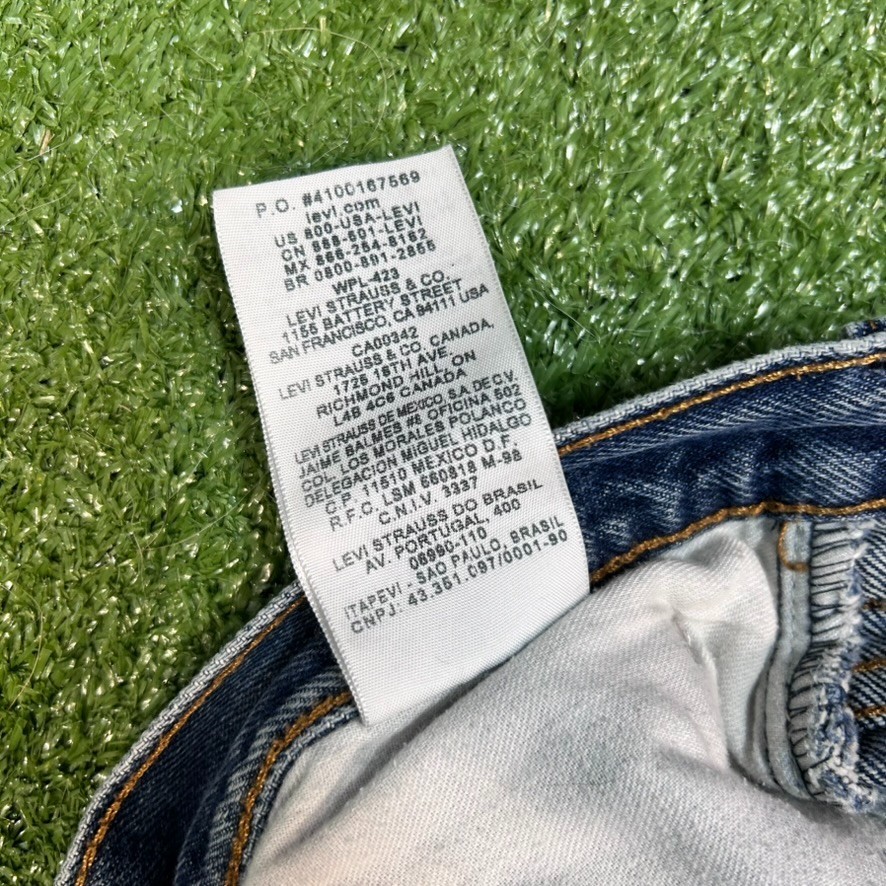 P.O. #4100167569
levi.com
US 800-USA-LEVI
CN 888-501-LEVI
MX 866-254-8162
BR 0800-891-2855
WPL-423
LEVI STRAUSS & CO.
1155 BATTERY STREET
SAN FRANCISCO, CA 94111 USA
CA00342
LEVI STRAUSS & CO. CANADA,
1725 16TH AVE.
RICHMOND HILL, ON
L4B 4C6 CANADA
LEVI STRAUSS DE MEXICO, S.A. DE C.V.
JAIME BALMES #8 OFICINA 502
COL. LOS MORALES POLANCO
DELEGACION MIGUEL HIDALGO
C.P. 11510 MEXICO D.F.
R.F.C. LSM 660818 M-98
C.N.I.V. 3337
LEVI STRAUSS DO BRASIL
AV. PORTUGAL, 400
06690-110
ITAPEVI - SAO PAULO, BRASIL
CNPJ: 43.351.097/0001-90